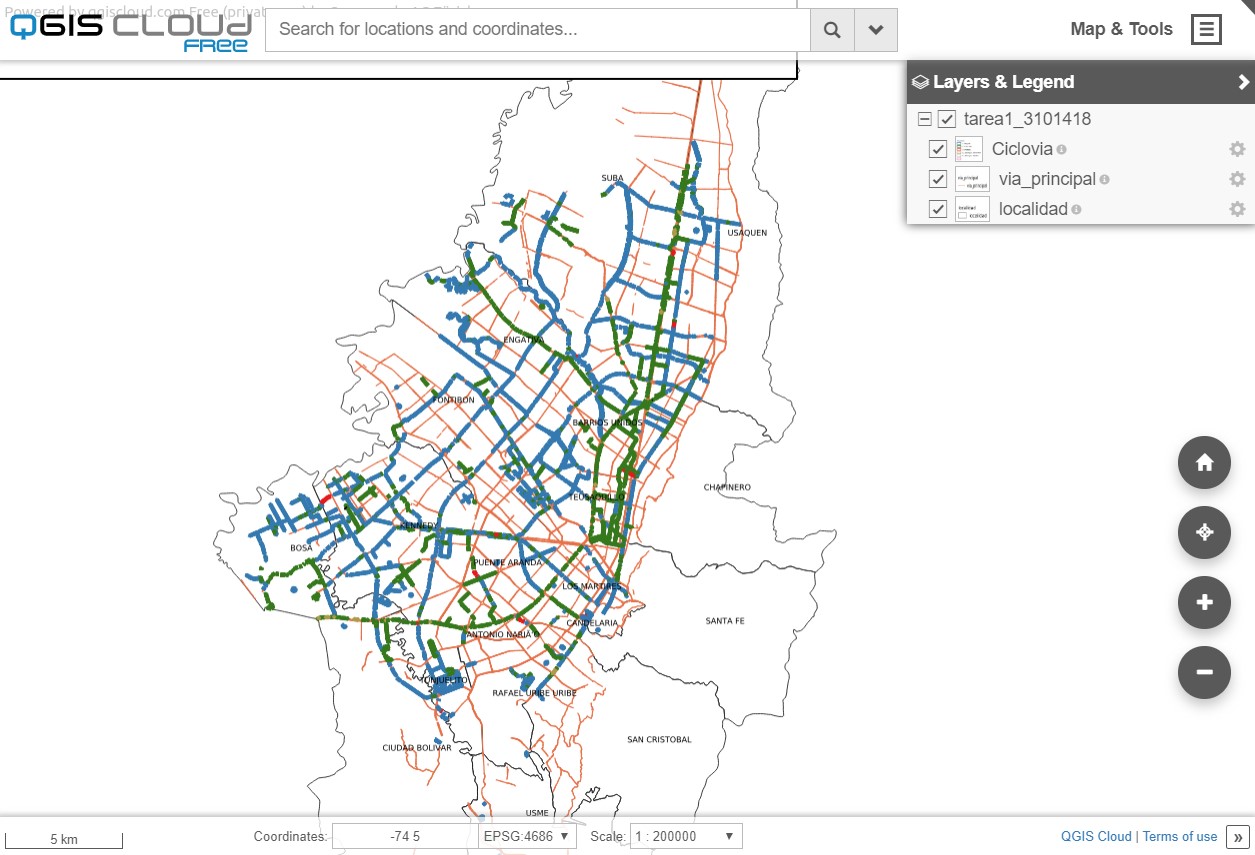 Powered by qgiscloud.com Free (privat
QGIS CLOUD
FREE
Search for locations and coordinates...
Map & Tools
Layers & Legend
tarea1_3101418
Ciclovia
via_principal
localidad
SUBA
USAQUEN
ENGATIVA
FONTIBON
BARRIOS UNIDOS
CHAPINERO
TEUSAQUILLO
KENNEDY
BOSA
PUENTE ARANDA
LOS MARTIRES
SANTA FE
CANDELARIA
ANTONIO NARIÑO
TUNJUELITO
RAFAEL URIBE URIBE
SAN CRISTOBAL
CIUDAD BOLIVAR
USME
5 km
Coordinates:
-74 5
EPSG:4686
Scale:
1 : 200000
QGIS Cloud | Terms of use
»